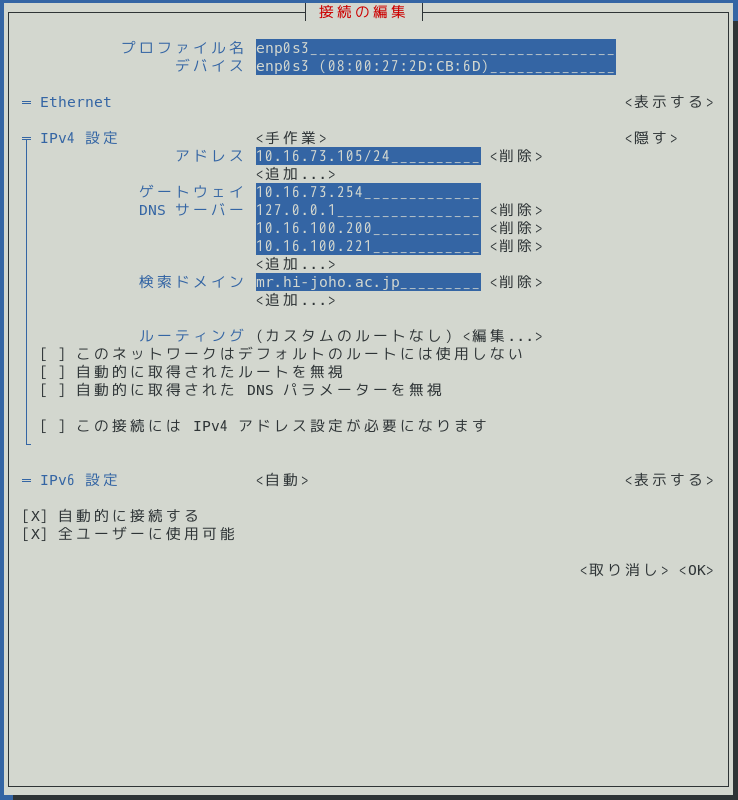 接続の編集
プロファイル名 enp0s3__________________________________
デバイス enp0s3 (08:00:27:2D:CB:6D)______________
= Ethernet <表示する>
IPv4 設定 <手作業> <隠す>
アドレス 10.16.73.105/24__________ <削除>
<追加...>
ゲートウェイ 10.16.73.254_____________
DNS サーバー 127.0.0.1________________ <削除>
10.16.100.200____________ <削除>
10.16.100.221____________ <削除>
<追加...>
検索ドメイン mr.hi-joho.ac.jp_________ <削除>
<追加...>
ルーティング (カスタムのルートなし) <編集...>
[ ] このネットワークはデフォルトのルートには使用しない
[ ] 自動的に取得されたルートを無視
[ ] 自動的に取得された DNS パラメーターを無視
[ ] この接続には IPv4 アドレス設定が必要になります
= IPv6 設定 <自動> <表示する>
[X] 自動的に接続する
[X] 全ユーザーに使用可能
<取り消し> <OK>